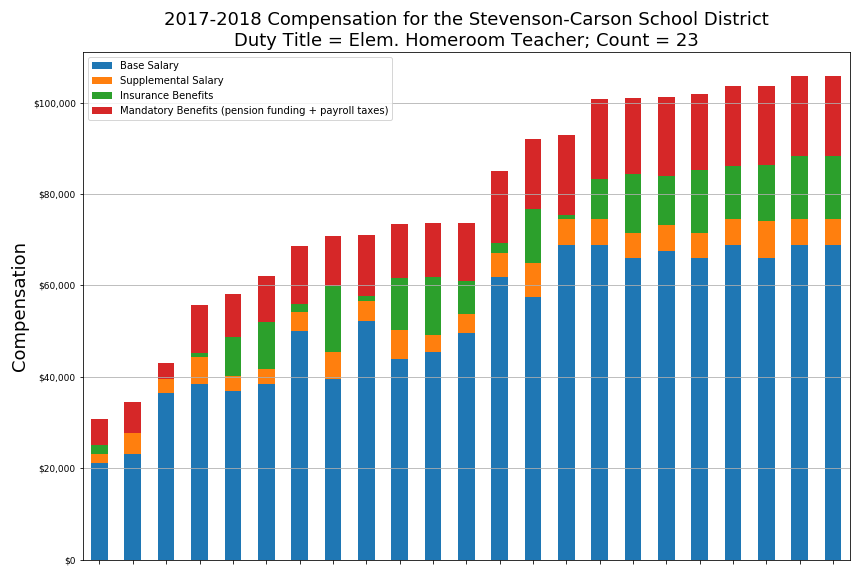 2017-2018 Compensation for the Stevenson-Carson School District
Duty Title = Elem. Homeroom Teacher; Count = 23
Base Salary
Supplemental Salary
Insurance Benefits
Mandatory Benefits (pension funding + payroll taxes)
$100,000
$80,000
$60,000
$40,000
$20,000
$0
Compensation